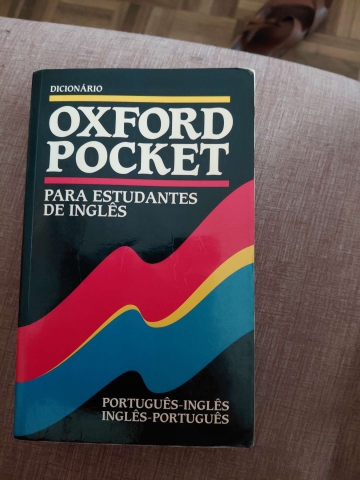 DICIONÁRIO
OXFORD
POCKET
PARA ESTUDANTES
DE INGLÊS
PORTUGUÊS-INGLÊS
INGLÊS-PORTUGUÊS